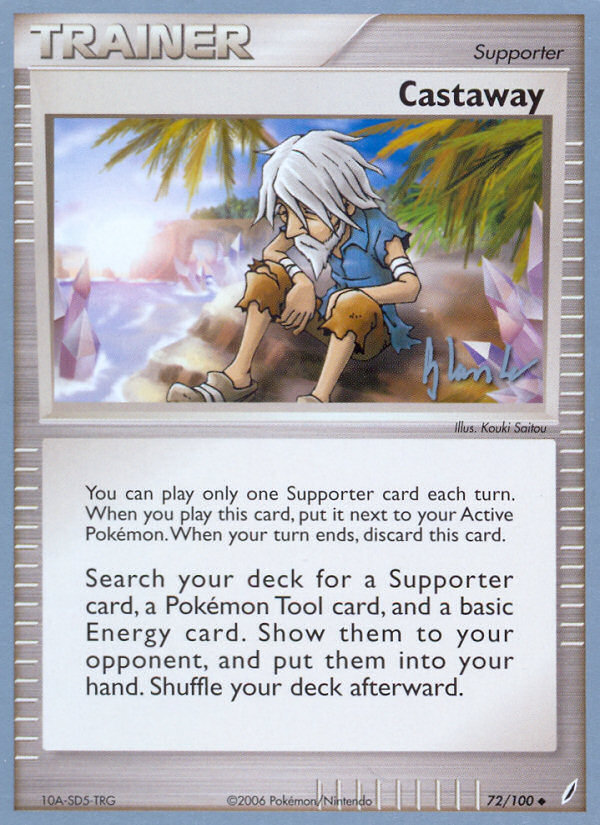 TRAINER
Supporter
Castaway
Illus. Kouki Saitou
You can play only one Supporter card each turn.
When you play this card, put it next to your Active
Pokémon. When your turn ends, discard this card.
Search your deck for a Supporter
card, a Pokémon Tool card, and a basic
Energy card. Show them to your
opponent, and put them into your
hand. Shuffle your deck afterward.
10A-SD5-TRG
©2006 Pokémon/Nintendo
72/100